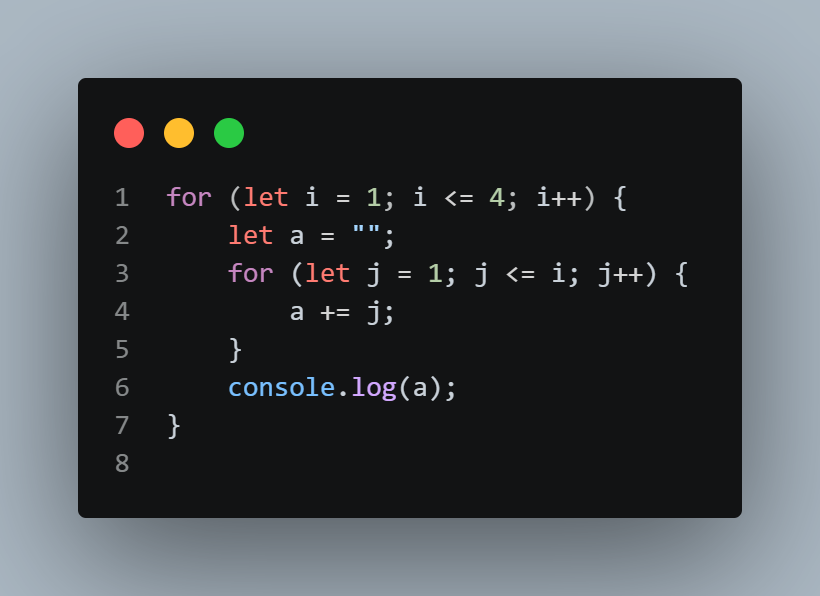 1 for (let i = 1; i <= 4; i++) {
2     let a = "";
3     for (let j = 1; j <= i; j++) {
4         a += j;
5     }
6     console.log(a);
7 }
8